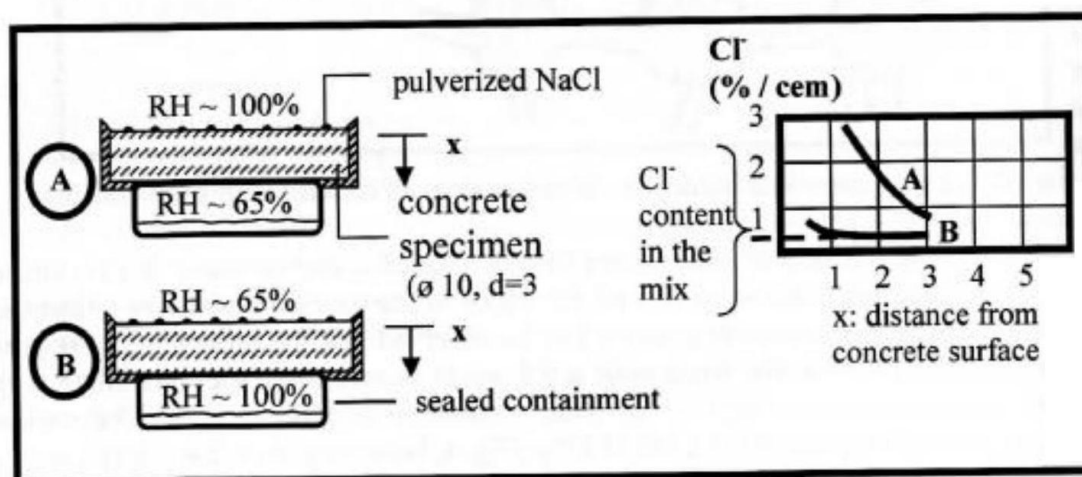 pulverized NaCl
RH ~ 100%
x
A
RH ~ 65%
concrete
specimen
(ø 10, d=3
RH ~ 65%
x
B
RH ~ 100%
sealed containment
Cl⁻
(% / cem)
3
2
1
Cl⁻
content
in the
mix
A
B
1 2 3 4 5
x: distance from
concrete surface